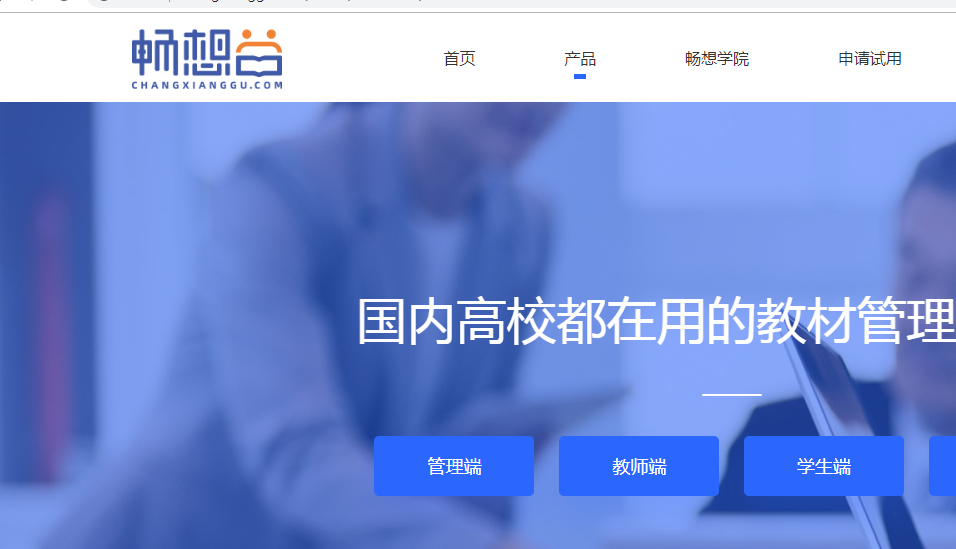 畅想谷
CHANGXIANGGU.COM
首页
产品
畅想学院
申请试用
国内高校都在用的教材管理
管理端
教师端
学生端